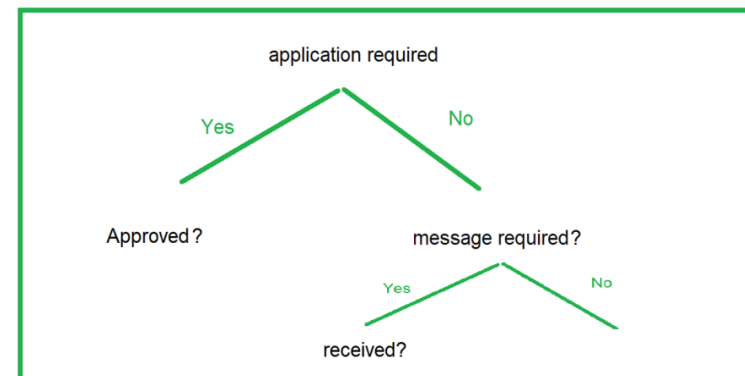 application required
Yes
No
Approved?
message required?
Yes
No
received?